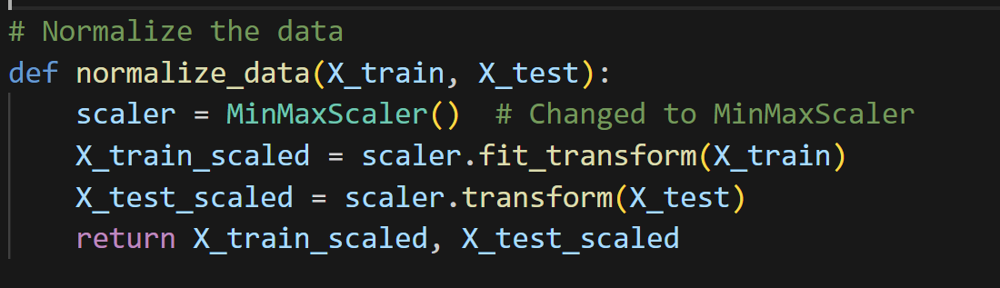 # Normalize the data
def normalize_data(X_train, X_test):
    scaler = MinMaxScaler()  # Changed to MinMaxScaler
    X_train_scaled = scaler.fit_transform(X_train)
    X_test_scaled = scaler.transform(X_test)
    return X_train_scaled, X_test_scaled